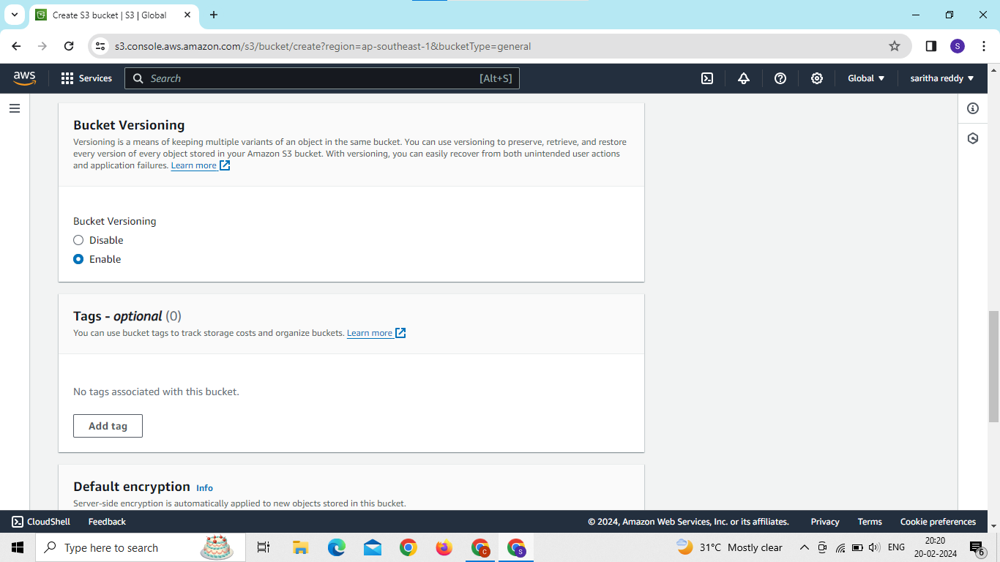 Create S3 bucket | S3 | Global
s3.console.aws.amazon.com/s3/bucket/create?region=ap-southeast-1&bucketType=general
S
aws
Services
Search
[Alt+S]
Global
saritha reddy
Bucket Versioning
Versioning is a means of keeping multiple variants of an object in the same bucket. You can use versioning to preserve, retrieve, and restore
every version of every object stored in your Amazon S3 bucket. With versioning, you can easily recover from both unintended user actions
and application failures. Learn more
Bucket Versioning
Disable
Enable
Tags - optional (0)
You can use bucket tags to track storage costs and organize buckets. Learn more
No tags associated with this bucket.
Add tag
Default encryption Info
Server-side encryption is automatically applied to new objects stored in this bucket.
CloudShell
Feedback
© 2024, Amazon Web Services, Inc. or its affiliates.
Privacy
Terms
Cookie preferences
Type here to search
C
S
31°C Mostly clear
ENG
20:20
20-02-2024
6